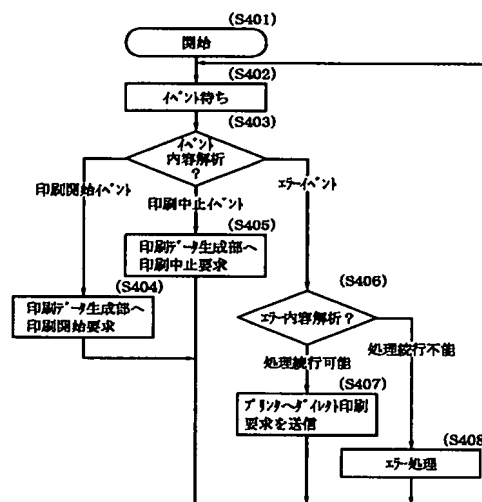 (S401)
開始
(S402)
ｲﾍﾞﾝﾄ待ち
(S403)
ｲﾍﾞﾝﾄ
内容解析
?
印刷開始ｲﾍﾞﾝﾄ
印刷中止ｲﾍﾞﾝﾄ
ｴﾗｰｲﾍﾞﾝﾄ
(S405)
印刷ﾃﾞｰﾀ生成部へ
印刷中止要求
(S404)
印刷ﾃﾞｰﾀ生成部へ
印刷開始要求
(S406)
ｴﾗｰ内容解析?
処理続行可能
処理続行不能
(S407)
ﾌﾟﾘﾝﾀへﾀﾞｲﾚｸﾄ印刷
要求を送信
(S408
ｴﾗｰ処理